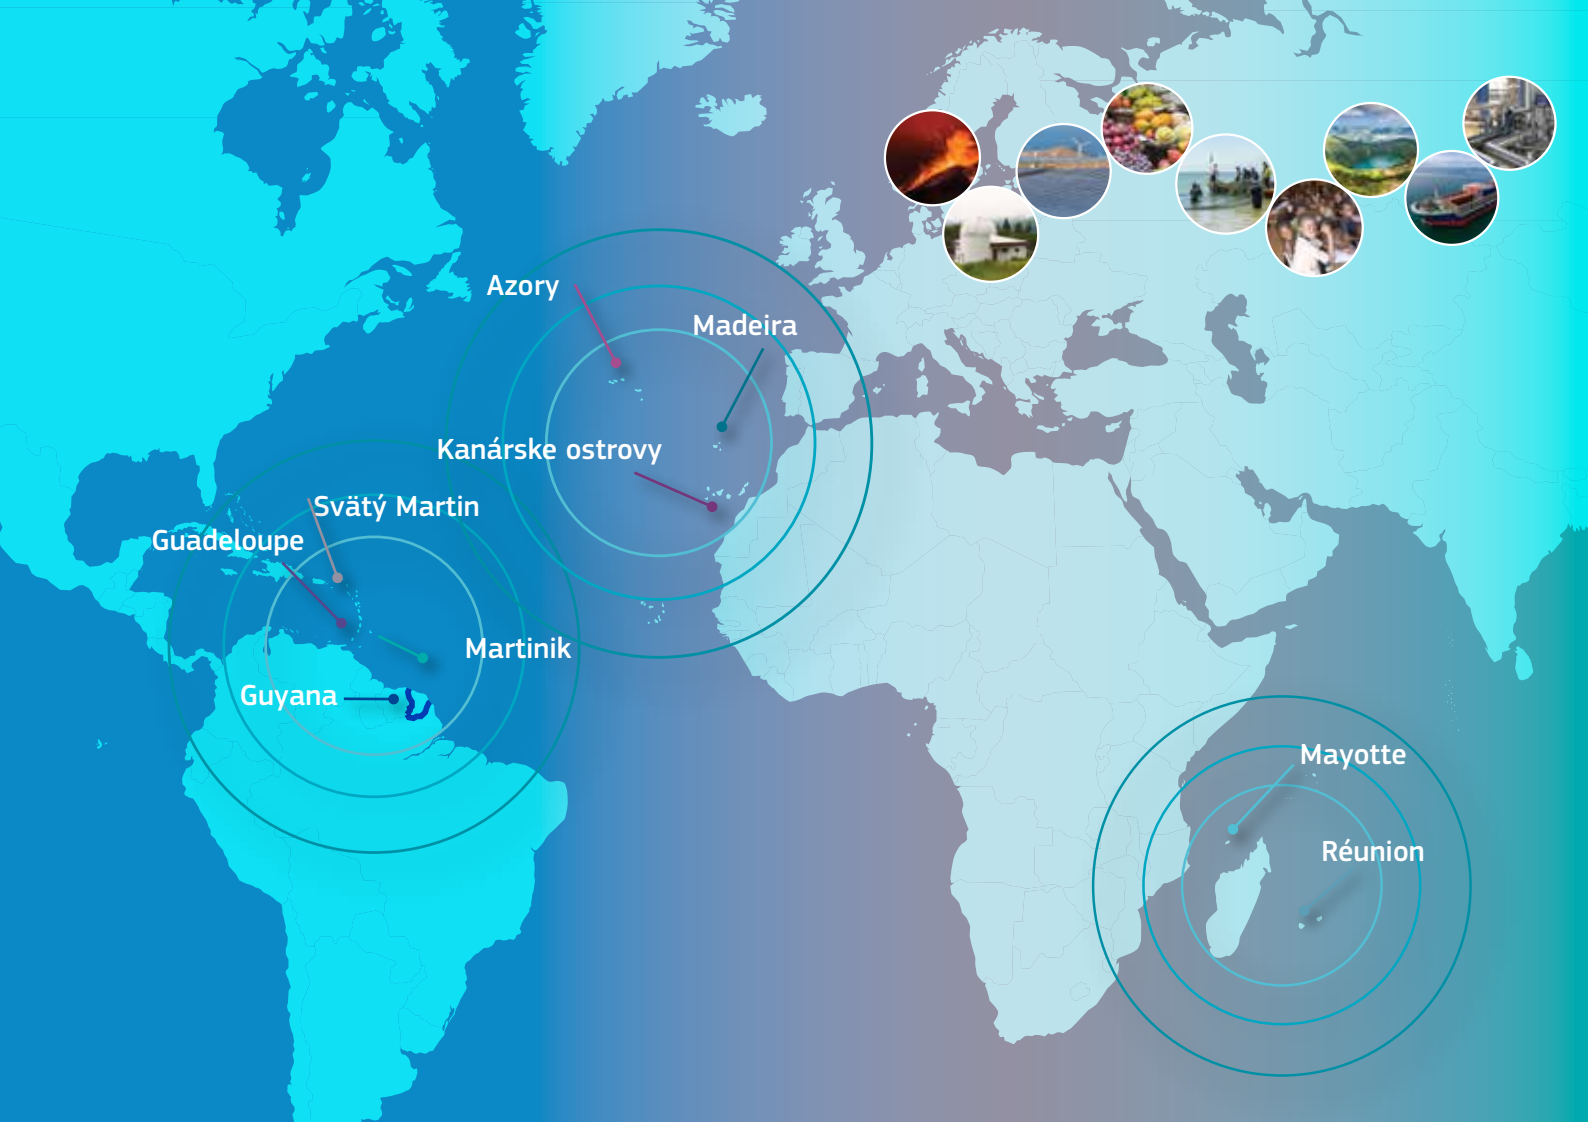 Azory
Madeira
Kanárske ostrovy
Svätý Martin
Guadeloupe
Martinik
Guyana
Mayotte
Réunion